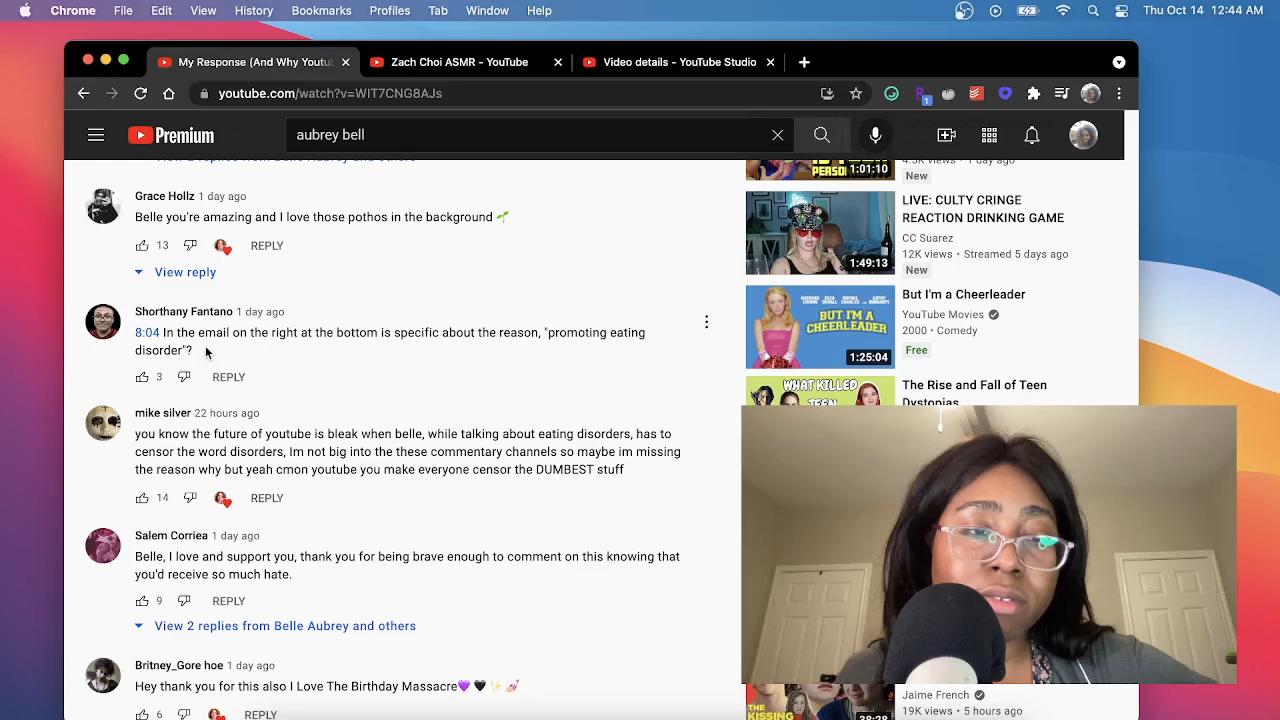 Chrome File Edit View History Bookmarks Profiles Tab Window Help Thu Oct 14 12:44 AM
My Response (And Why Youtu
Zach Choi ASMR - YouTube
Video details - YouTube Studio
youtube.com/watch?v=WIT7CNG8AJs
1
Premium
aubrey bell
Grace Hollz 1 day ago
Belle you're amazing and I love those pothos in the background
13 REPLY
View reply
Shorthany Fantano 1 day ago
8:04 In the email on the right at the bottom is specific about the reason, "promoting eating
disorder"?
3 REPLY
mike silver 22 hours ago
you know the future of youtube is bleak when belle, while talking about eating disorders, has to
censor the word disorders, Im not big into the these commentary channels so maybe im missing
the reason why but yeah cmon youtube you make everyone censor the DUMBEST stuff
14 REPLY
Salem Corriea 1 day ago
Belle, I love and support you, thank you for being brave enough to comment on this knowing that
you'd receive so much hate.
9 REPLY
View 2 replies from Belle Aubrey and others
Britney_Gore hoe 1 day ago
Hey thank you for this also I Love The Birthday Massacre
6 REPLY
PERSON
1:01:10
4.5K views • 1 day ago
New
1:49:13
LIVE: CULTY CRINGE
REACTION DRINKING GAME
CC Suarez
12K views • Streamed 5 days ago
New
BUT I'M A
CHEERLEADER
1:25:04
But I'm a Cheerleader
YouTube Movies
2000 • Comedy
Free
WHAT KILLED
TEEN
The Rise and Fall of Teen
Dystopias
THE
KISSING
38:28
Jaime French
19K views • 5 hours ago